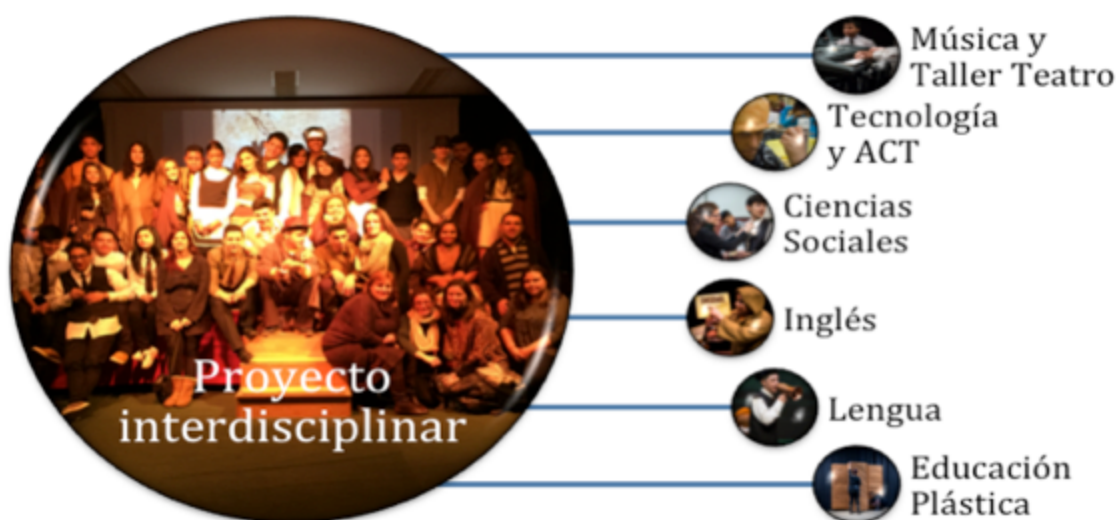 Proyecto
interdisciplinar
Música y
Taller Teatro
Tecnología
y ACT
Ciencias
Sociales
Inglés
Lengua
Educación
Plástica